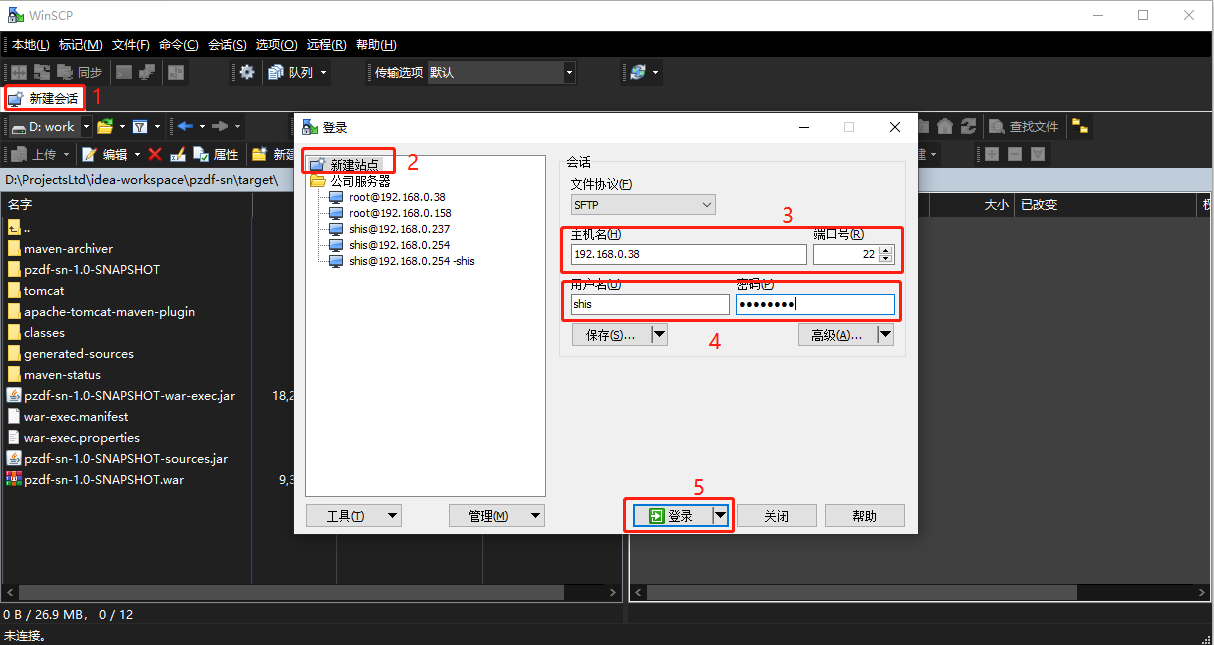 WinSCP
本地(L) 标记(M) 文件(F) 命令(C) 会话(S) 选项(O) 远程(R) 帮助(H)
同步 队列 传输选项 默认
新建会话 1
D: work 查找文件
上传 编辑 属性 新建
D:\ProjectsLtd\idea-workspace\pzdf-sn\target\
名字 大小 已改变
..
maven-archiver
pzdf-sn-1.0-SNAPSHOT
tomcat
apache-tomcat-maven-plugin
classes
generated-sources
maven-status
pzdf-sn-1.0-SNAPSHOT-war-exec.jar 18,2
war-exec.manifest
war-exec.properties
pzdf-sn-1.0-SNAPSHOT-sources.jar
pzdf-sn-1.0-SNAPSHOT.war 9,3
登录
新建站点 2
公司服务器
root@192.168.0.38
root@192.168.0.158
shis@192.168.0.237
shis@192.168.0.254
shis@192.168.0.254 -shis
会话
文件协议(F)
SFTP
3
主机名(H) 端口号(R)
192.168.0.38 22
用户名(U) 密码(P)
shis ●●●●●●●●
保存(S)... 高级(A)...
4
5
工具(T) 管理(M) 登录 关闭 帮助
0 B / 26.9 MB, 0 / 12
未连接。